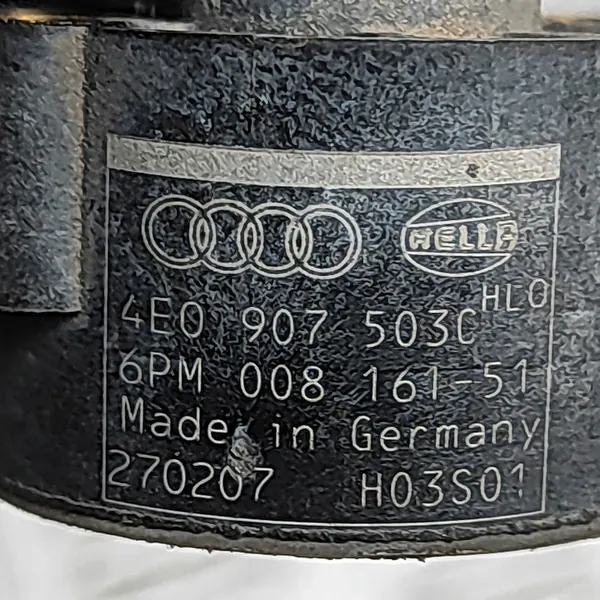 HELLA
4E0 907 503C HLO
6PM 008 161-51
Made in Germany
270207 H03S01